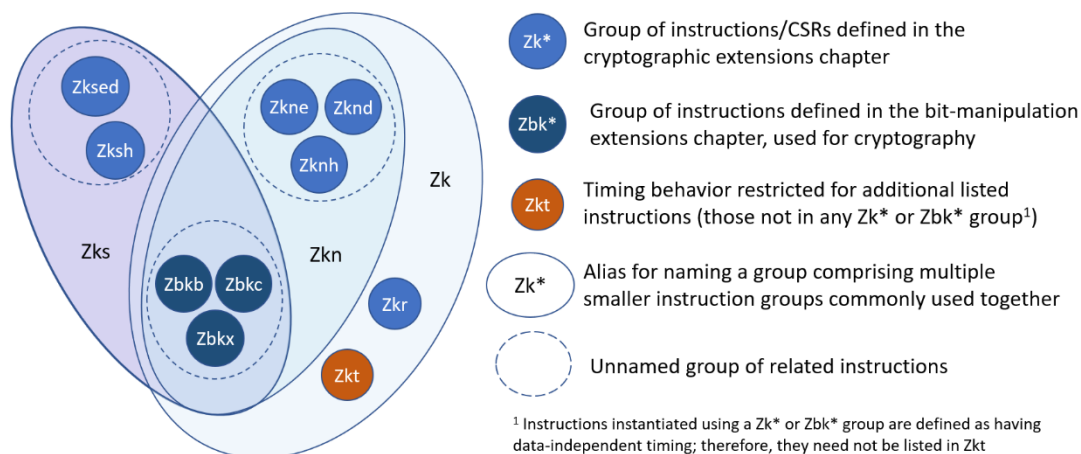 Zksed
Zksh
Zkne
Zknd
Zknh
Zk
Zks
Zkn
Zbkb
Zbkc
Zbkx
Zkr
Zkt
Zk*
Group of instructions/CSRs defined in the
cryptographic extensions chapter
Zbk*
Group of instructions defined in the bit-manipulation
extensions chapter, used for cryptography
Zkt
Timing behavior restricted for additional listed
instructions (those not in any Zk* or Zbk* group¹)
Zk*
Alias for naming a group comprising multiple
smaller instruction groups commonly used together
Unnamed group of related instructions
¹ Instructions instantiated using a Zk* or Zbk* group are defined as having
data-independent timing; therefore, they need not be listed in Zkt